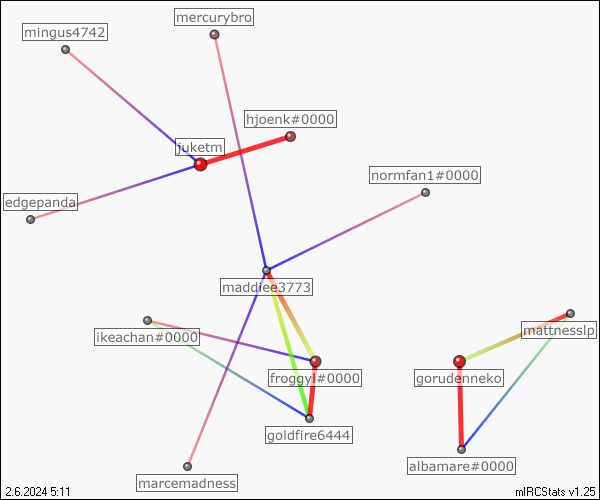 mercurybro
mingus4742
hjoenk#0000
juketm
normfan1#0000
edgepanda
maddiee3773
mattnesslp
ikeachan#0000
froggyl#0000
gorudenneko
goldfire6444
albamare#0000
marcemadness
2.6.2024 5:11
mIRCStats v1.25